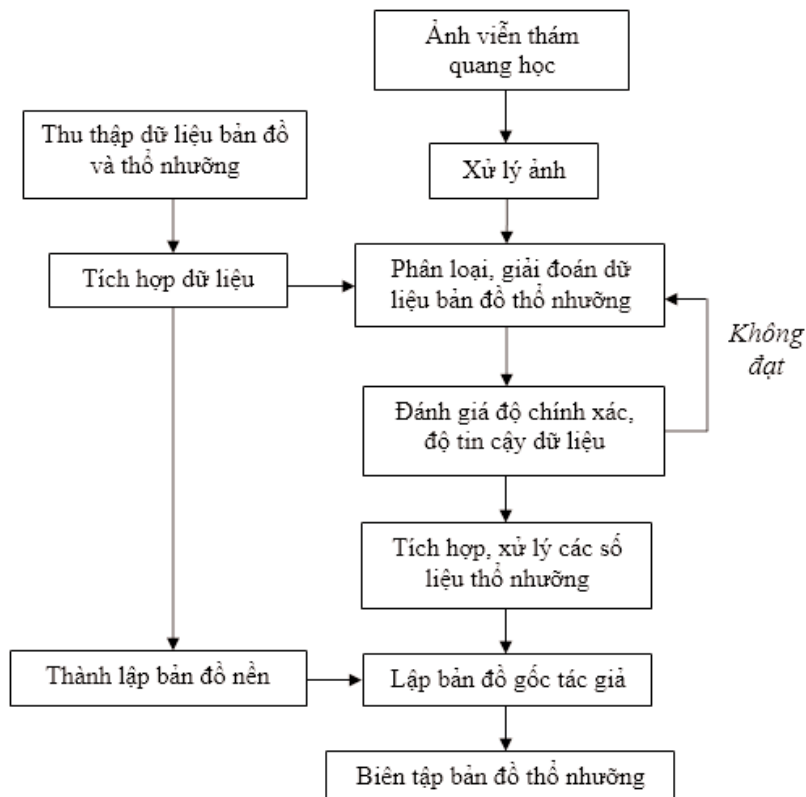 Ảnh viễn thám
quang học
Thu thập dữ liệu bản đồ
và thổ nhưỡng
Xử lý ảnh
Tích hợp dữ liệu
Phân loại, giải đoán dữ
liệu bản đồ thổ nhưỡng
Không
đạt
Đánh giá độ chính xác,
độ tin cậy dữ liệu
Tích hợp, xử lý các số
liệu thổ nhưỡng
Thành lập bản đồ nền
Lập bản đồ gốc tác giả
Biên tập bản đồ thổ nhưỡng